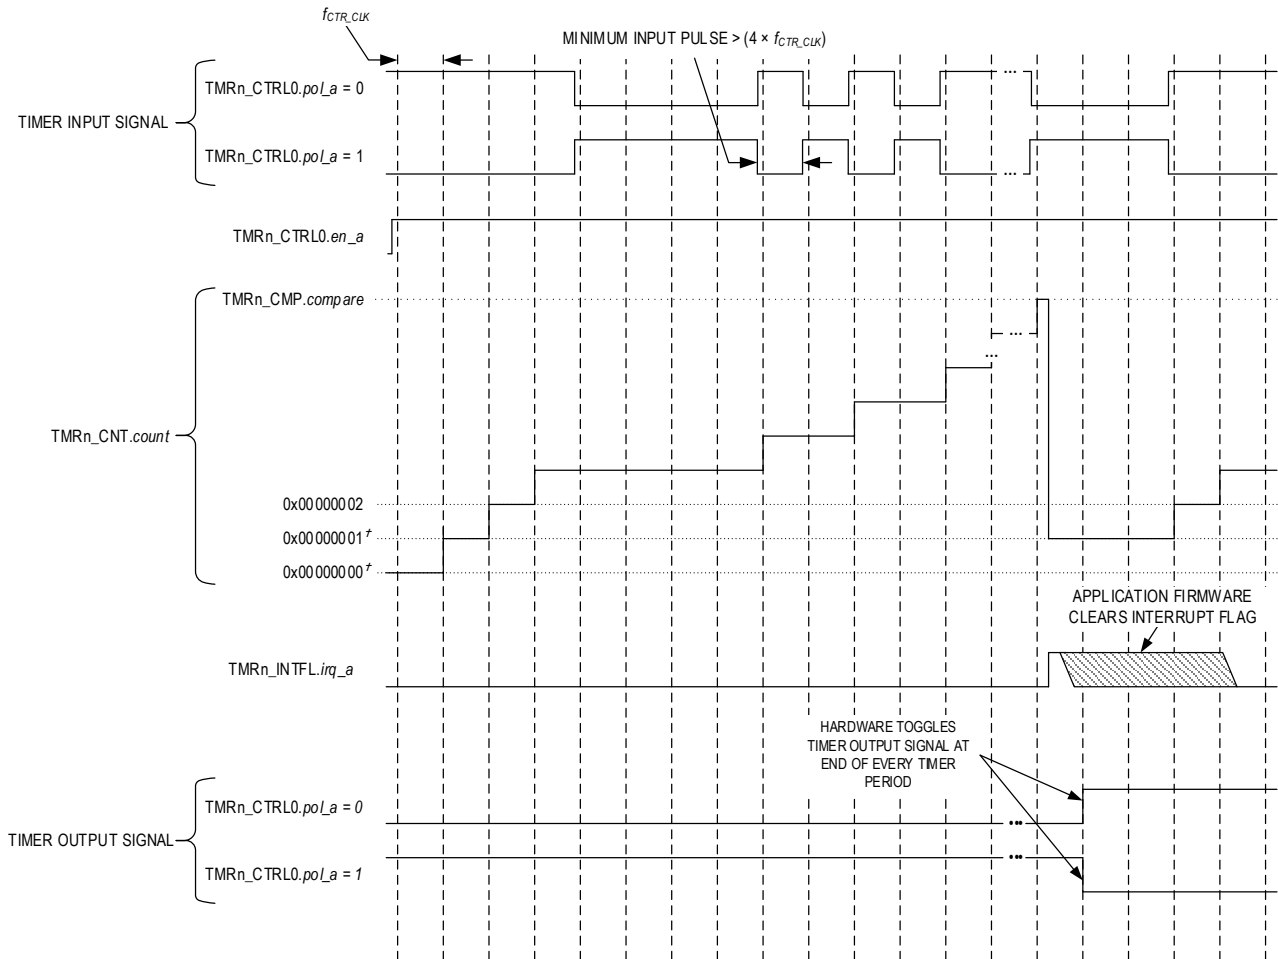 fCTR_CLK
MINIMUM INPUT PULSE > (4 × fCTR_CLK)
TMRn_CTRL0.pol_a = 0
...
TIMER INPUT SIGNAL
TMRn_CTRL0.pol_a = 1
...
TMRn_CTRL0.en_a
TMRn_CMP.compare
...
...
TMRn_CNT.count
0x00000002
0x00000001†
0x00000000†
APPLICATION FIRMWARE
CLEARS INTERRUPT FLAG
TMRn_INTFL.irq_a
HARDWARE TOGGLES
TIMER OUTPUT SIGNAL AT
END OF EVERY TIMER
PERIOD
TMRn_CTRL0.pol_a = 0
...
TIMER OUTPUT SIGNAL
...
TMRn_CTRL0.pol_a = 1